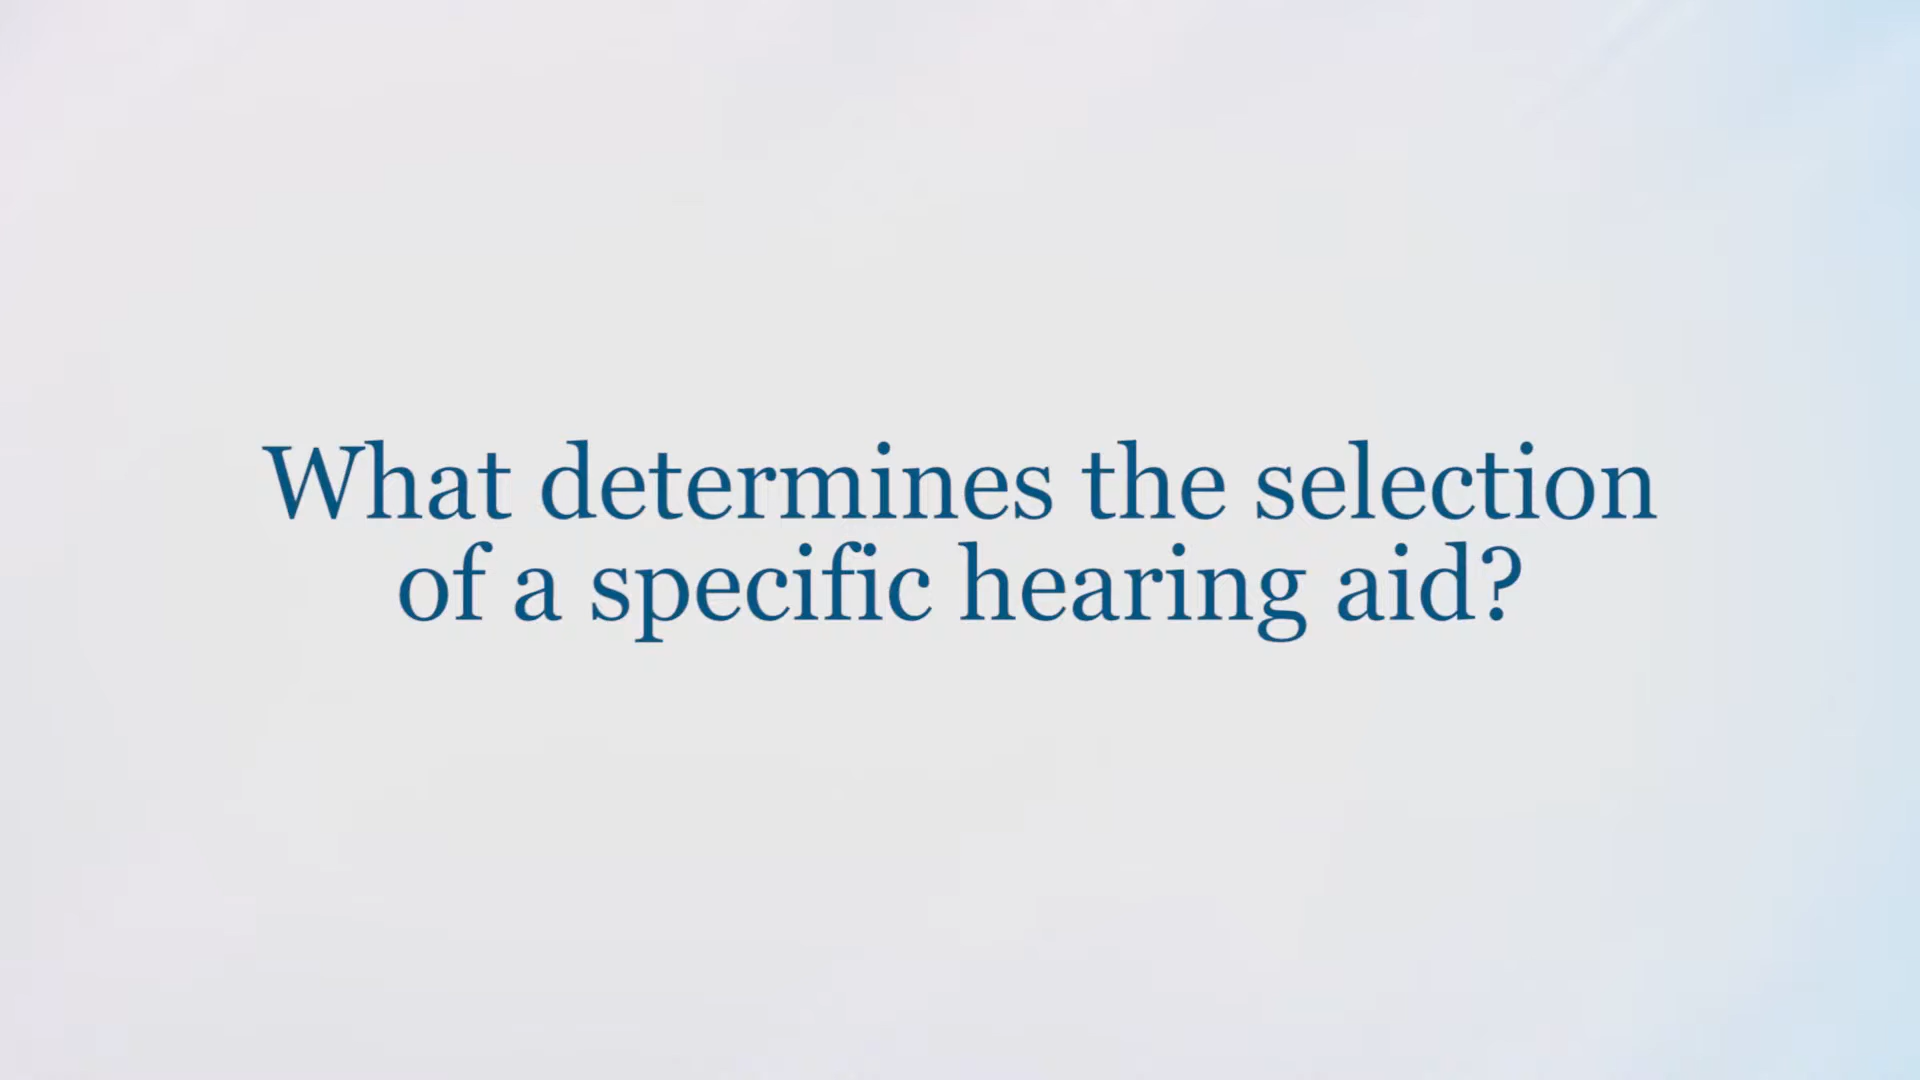 What determines the selection
of a specific hearing aid?